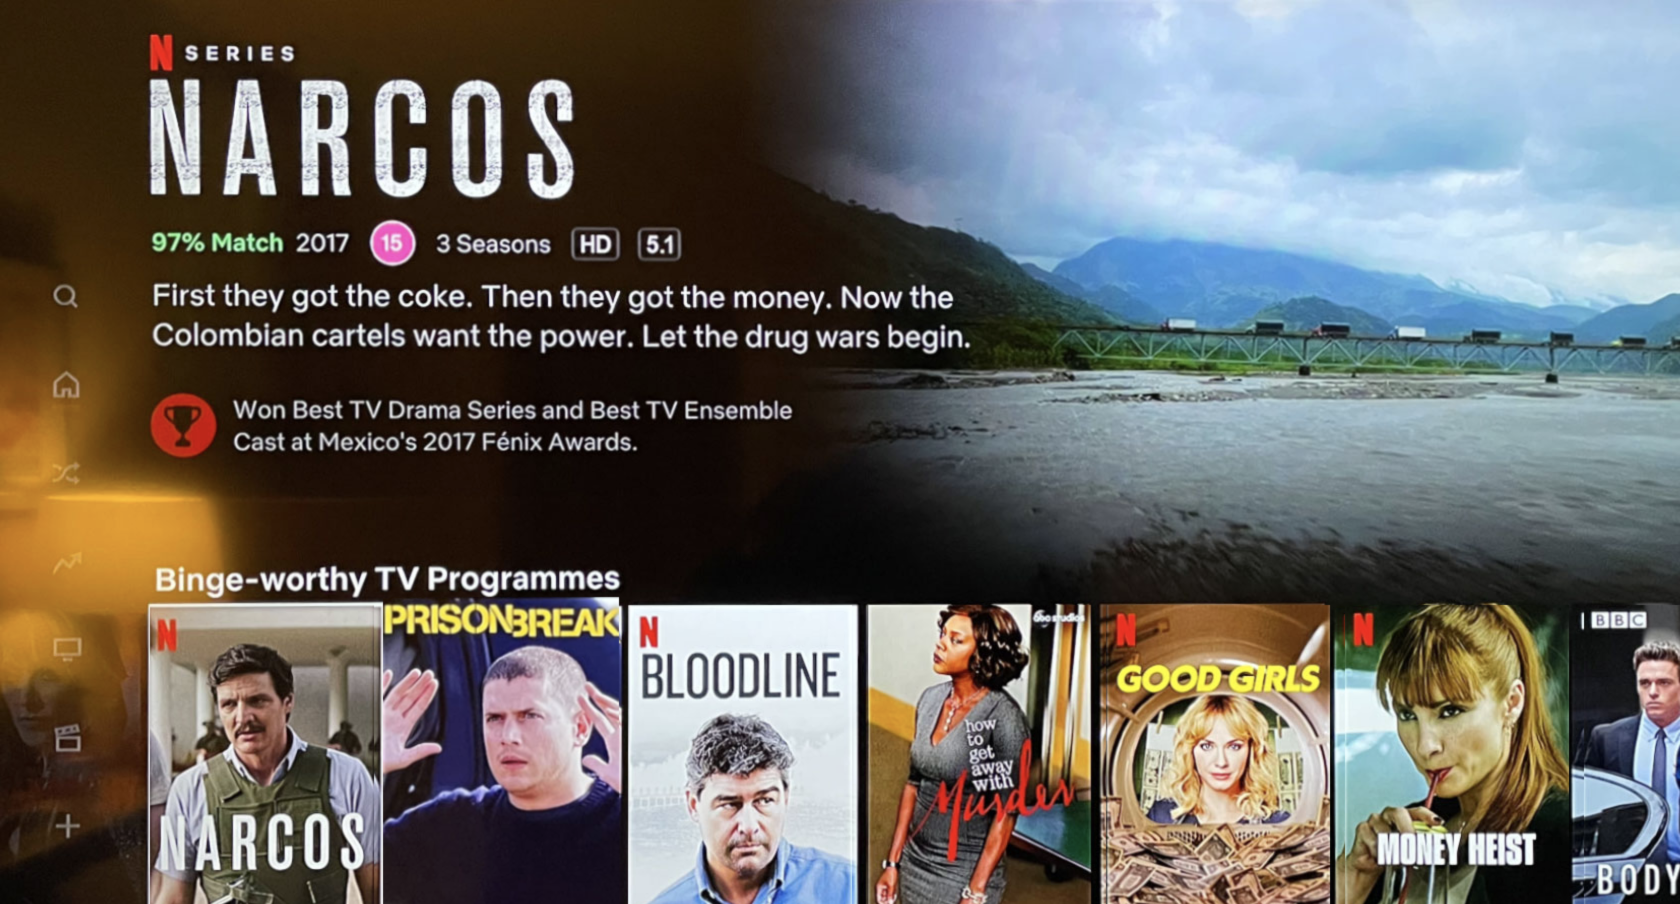 N SERIES
NARCOS
97% Match 2017 15 3 Seasons HD 5.1
First they got the coke. Then they got the money. Now the
Colombian cartels want the power. Let the drug wars begin.
Won Best TV Drama Series and Best TV Ensemble
Cast at Mexico's 2017 Fénix Awards.
Binge-worthy TV Programmes
N
NARCOS
PRISON BREAK
N
BLOODLINE
abc studios
how
to
get
away
with
Murder
N
GOOD GIRLS
N
MONEY HEIST
BBC
BODY